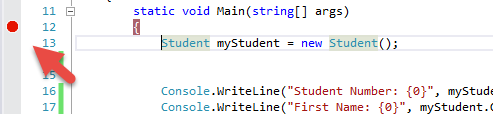 11 static void Main(string[] args)
12 {
13 Student myStudent = new Student();
16 Console.WriteLine("Student Number: {0}", myStude
17 Console.WriteLine("First Name: {0}", myStudent.